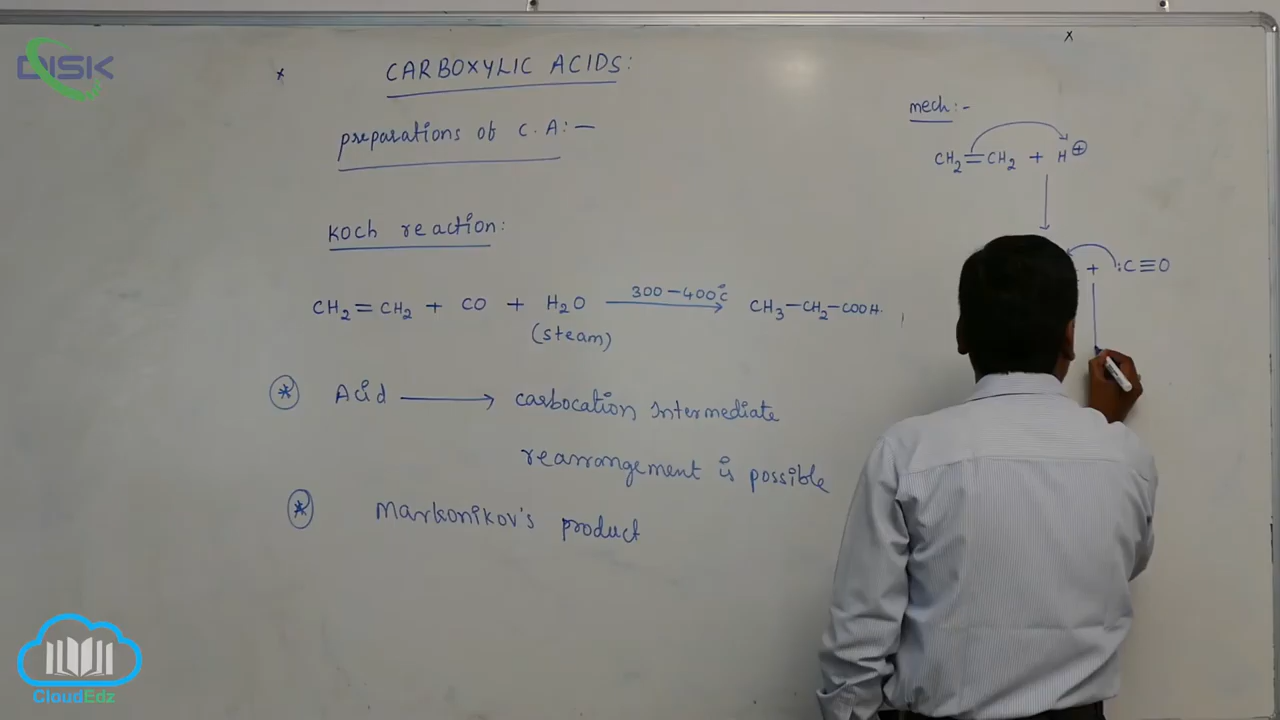 DISK
CARBOXYLIC ACIDS:
preparations of C.A:-
Koch reaction:
CH2=CH2 + CO + H2O 300-400°C CH3-CH2-COOH.
(steam)
* Acid → carbocation intermediate
rearrangement is possible
* Markonikov's product
mech:-
CH2=CH2 + H⊕
+ :C≡O
CloudEdz